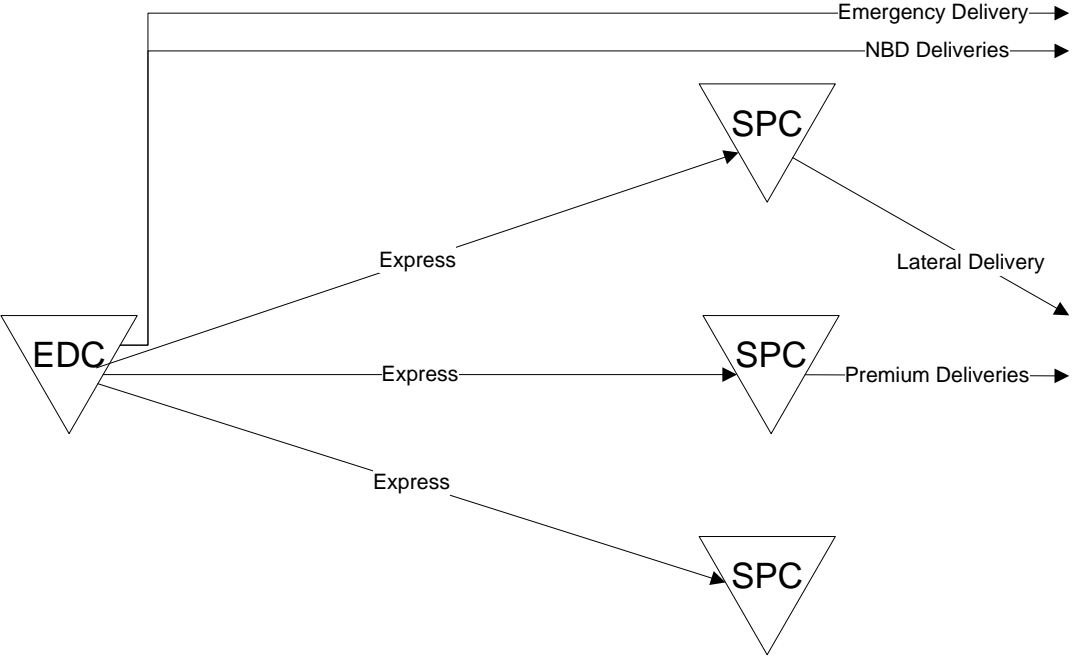 Emergency Delivery
NBD Deliveries
SPC
Express
Lateral Delivery
EDC
SPC
Express
Premium Deliveries
Express
SPC